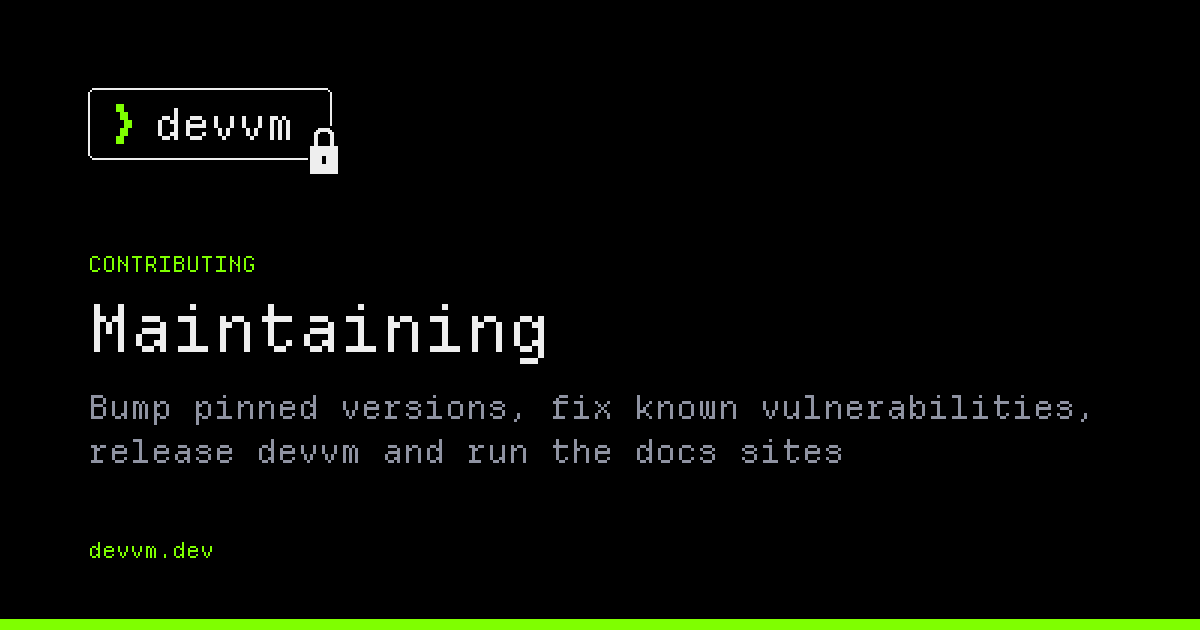 ❯ devvm
CONTRIBUTING
Maintaining
Bump pinned versions, fix known vulnerabilities,
release devvm and run the docs sites
devvm.dev